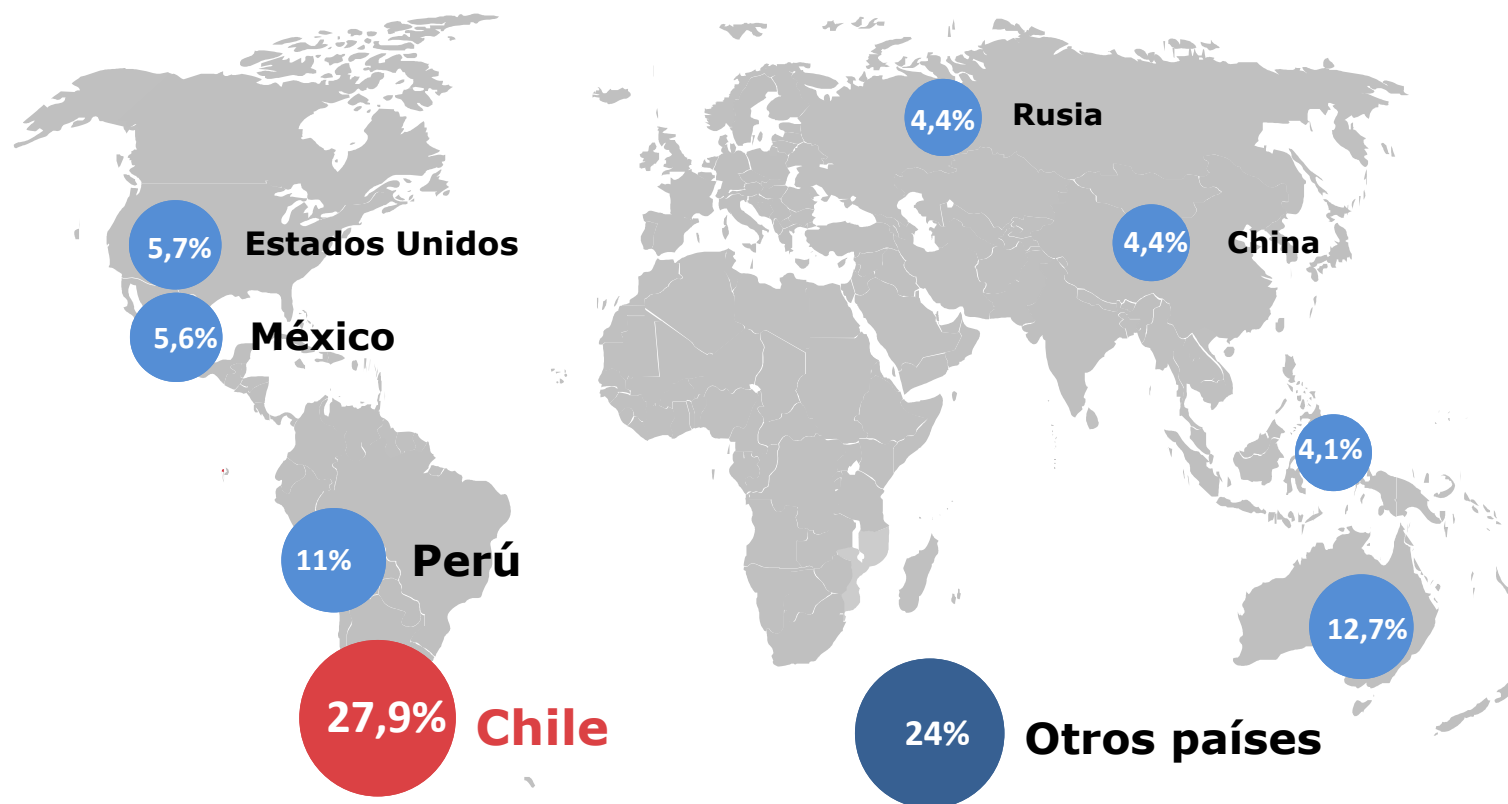 4,4%
Rusia
5,7%
Estados Unidos
4,4%
China
5,6%
México
4,1%
11%
Perú
12,7%
27,9%
Chile
24%
Otros países